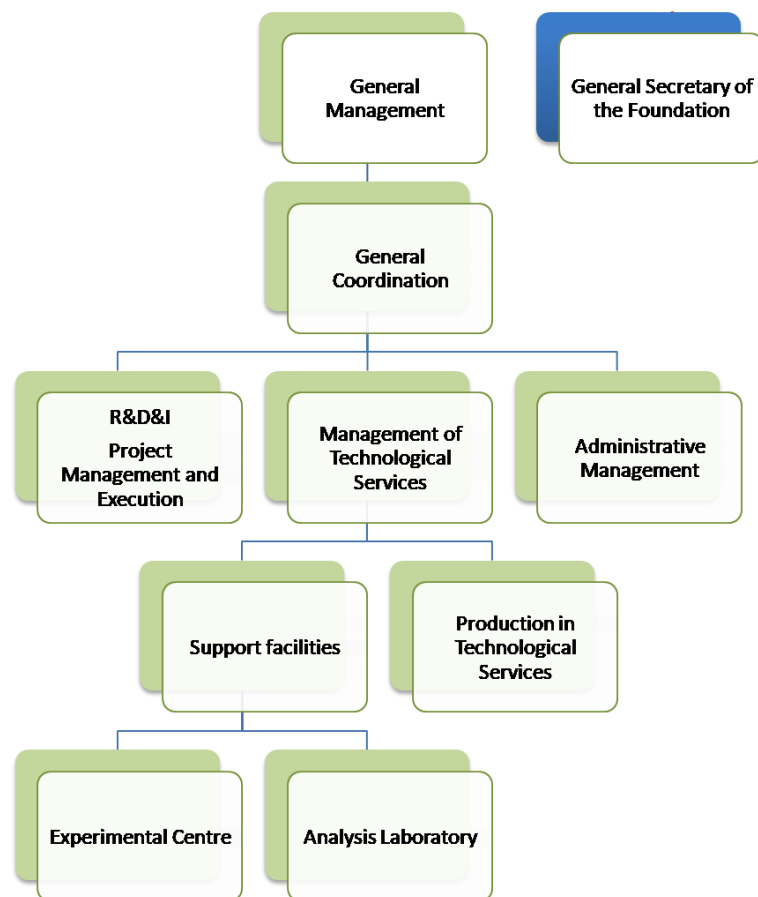 General
Management
General Secretary of
the Foundation
General
Coordination
R&D&I
Project
Management and
Execution
Management of
Technological
Services
Administrative
Management
Support facilities
Production in
Technological
Services
Experimental Centre
Analysis Laboratory